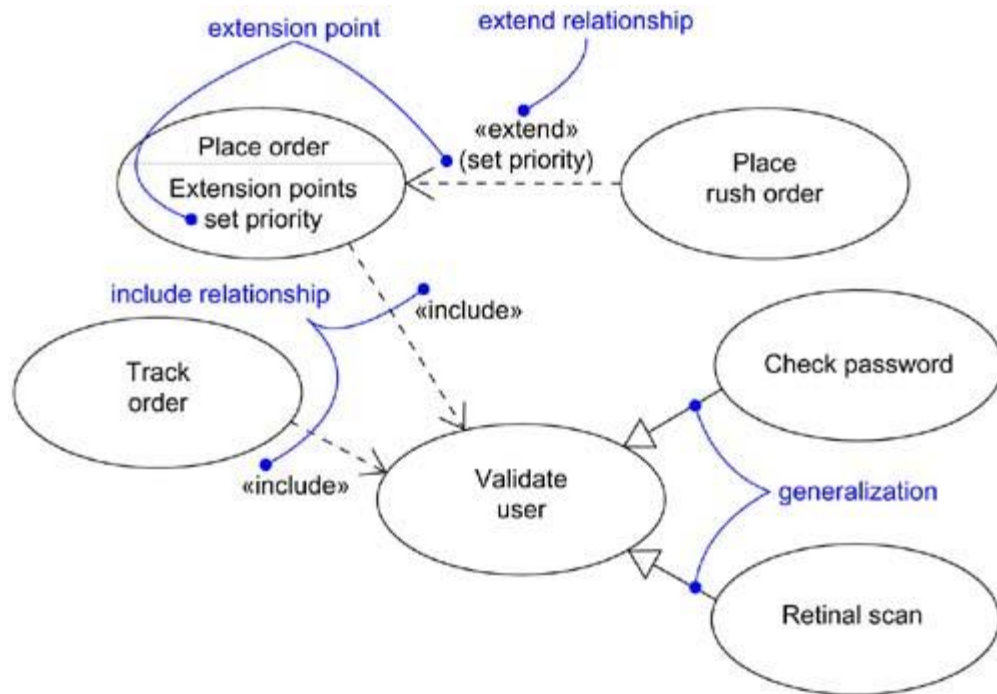 extension point
extend relationship
«extend»
(set priority)
Place order
Extension points
set priority
Place
rush order
include relationship
«include»
Track
order
Check password
«include»
Validate
user
generalization
Retinal scan